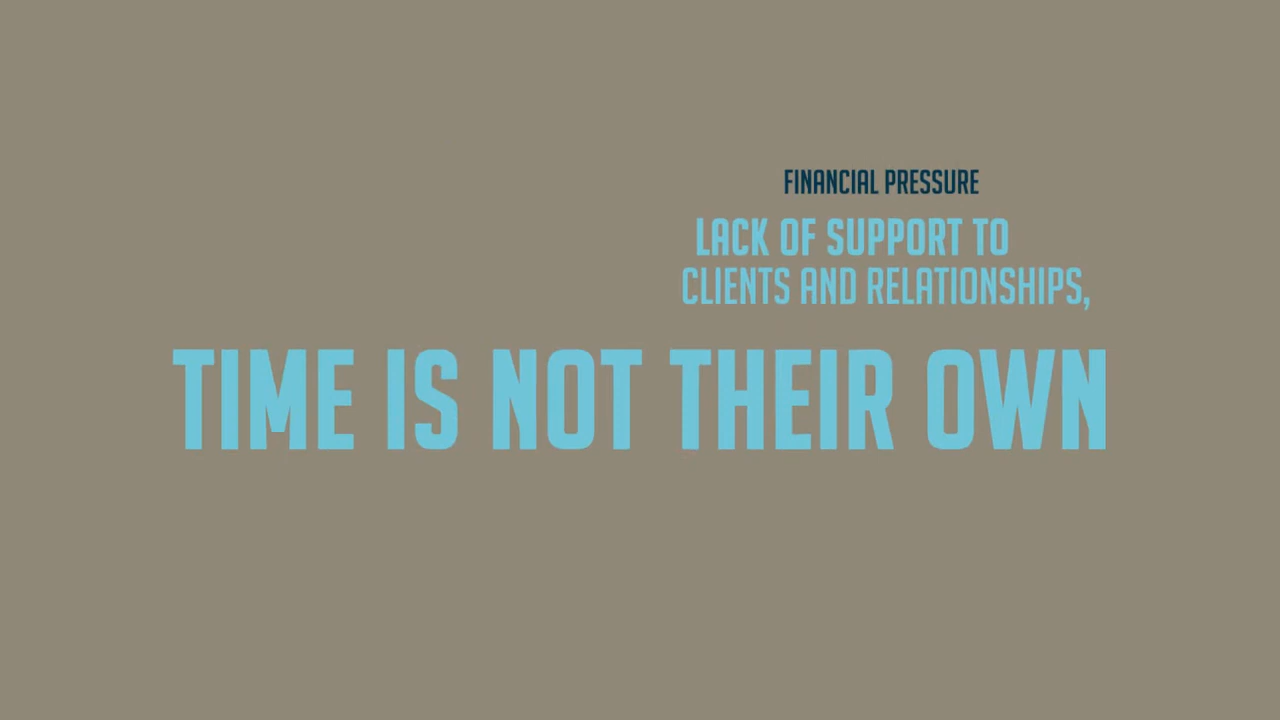 FINANCIAL PRESSURE
LACK OF SUPPORT TO
CLIENTS AND RELATIONSHIPS,
TIME IS NOT THEIR OWN